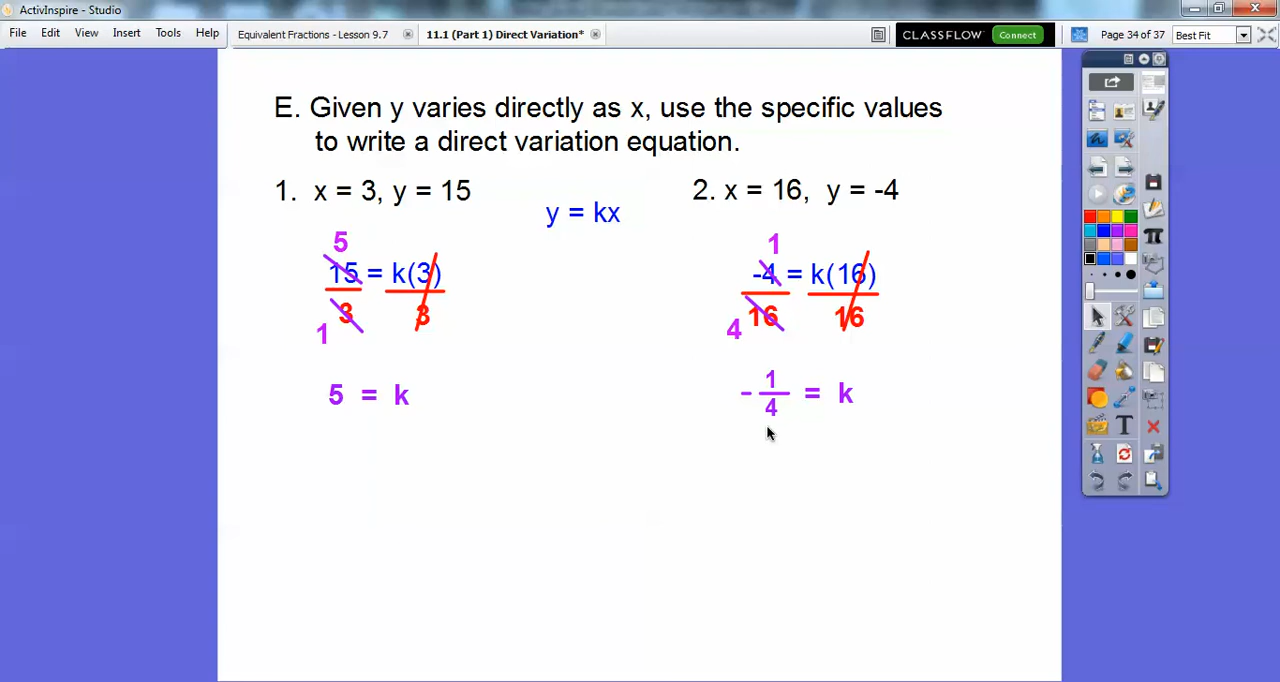 ActivInspire - Studio
File Edit View Insert Tools Help
Equivalent Fractions - Lesson 9.7
11.1 (Part 1) Direct Variation*
CLASSFLOW Connect
Page 34 of 37
Best Fit
E. Given y varies directly as x, use the specific values
to write a direct variation equation.
1. x = 3, y = 15
y = kx
2. x = 16, y = -4
5
15 = k(3)
3 3
1
5 = k
1
-4 = k(16)
16 16
4
1
- = k
4